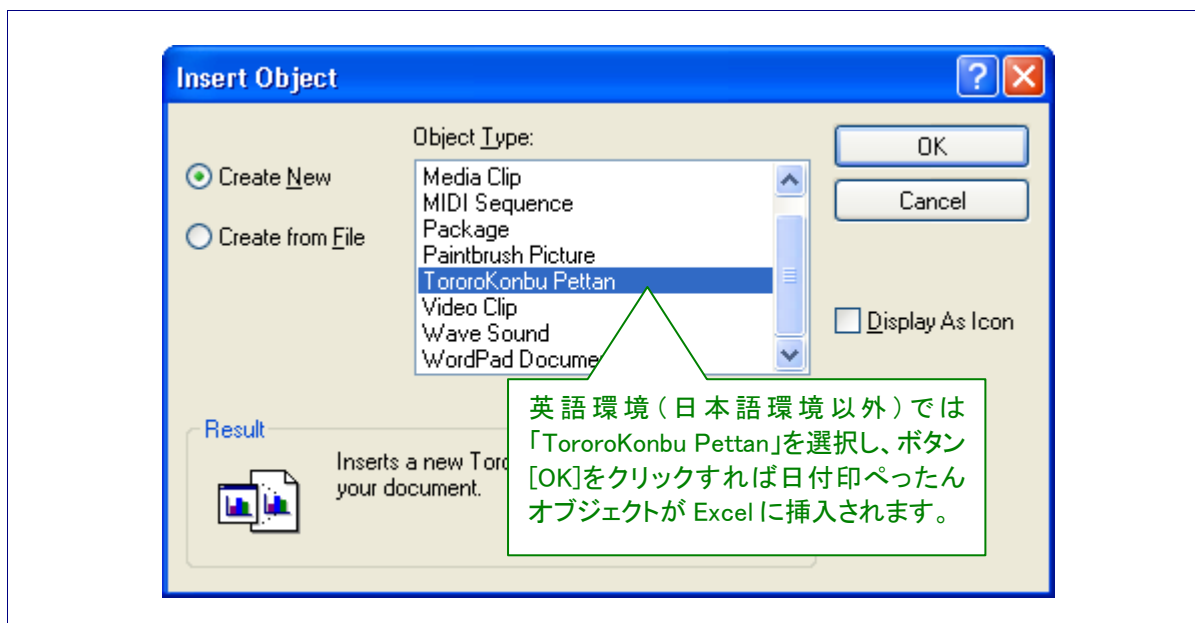 Insert Object
Object Type:
OK
Create New
Media Clip
MIDI Sequence
Cancel
Package
Create from File
Paintbrush Picture
TororoKonbu Pettan
Video Clip
Display As Icon
Wave Sound
WordPad Docume
英語環境(日本語環境以外)では
「TororoKonbu Pettan」を選択し、ボタン
[OK]をクリックすれば日付印ぺったん
オブジェクトが Excel に挿入されます。
Result
Inserts a new Toro
your document.